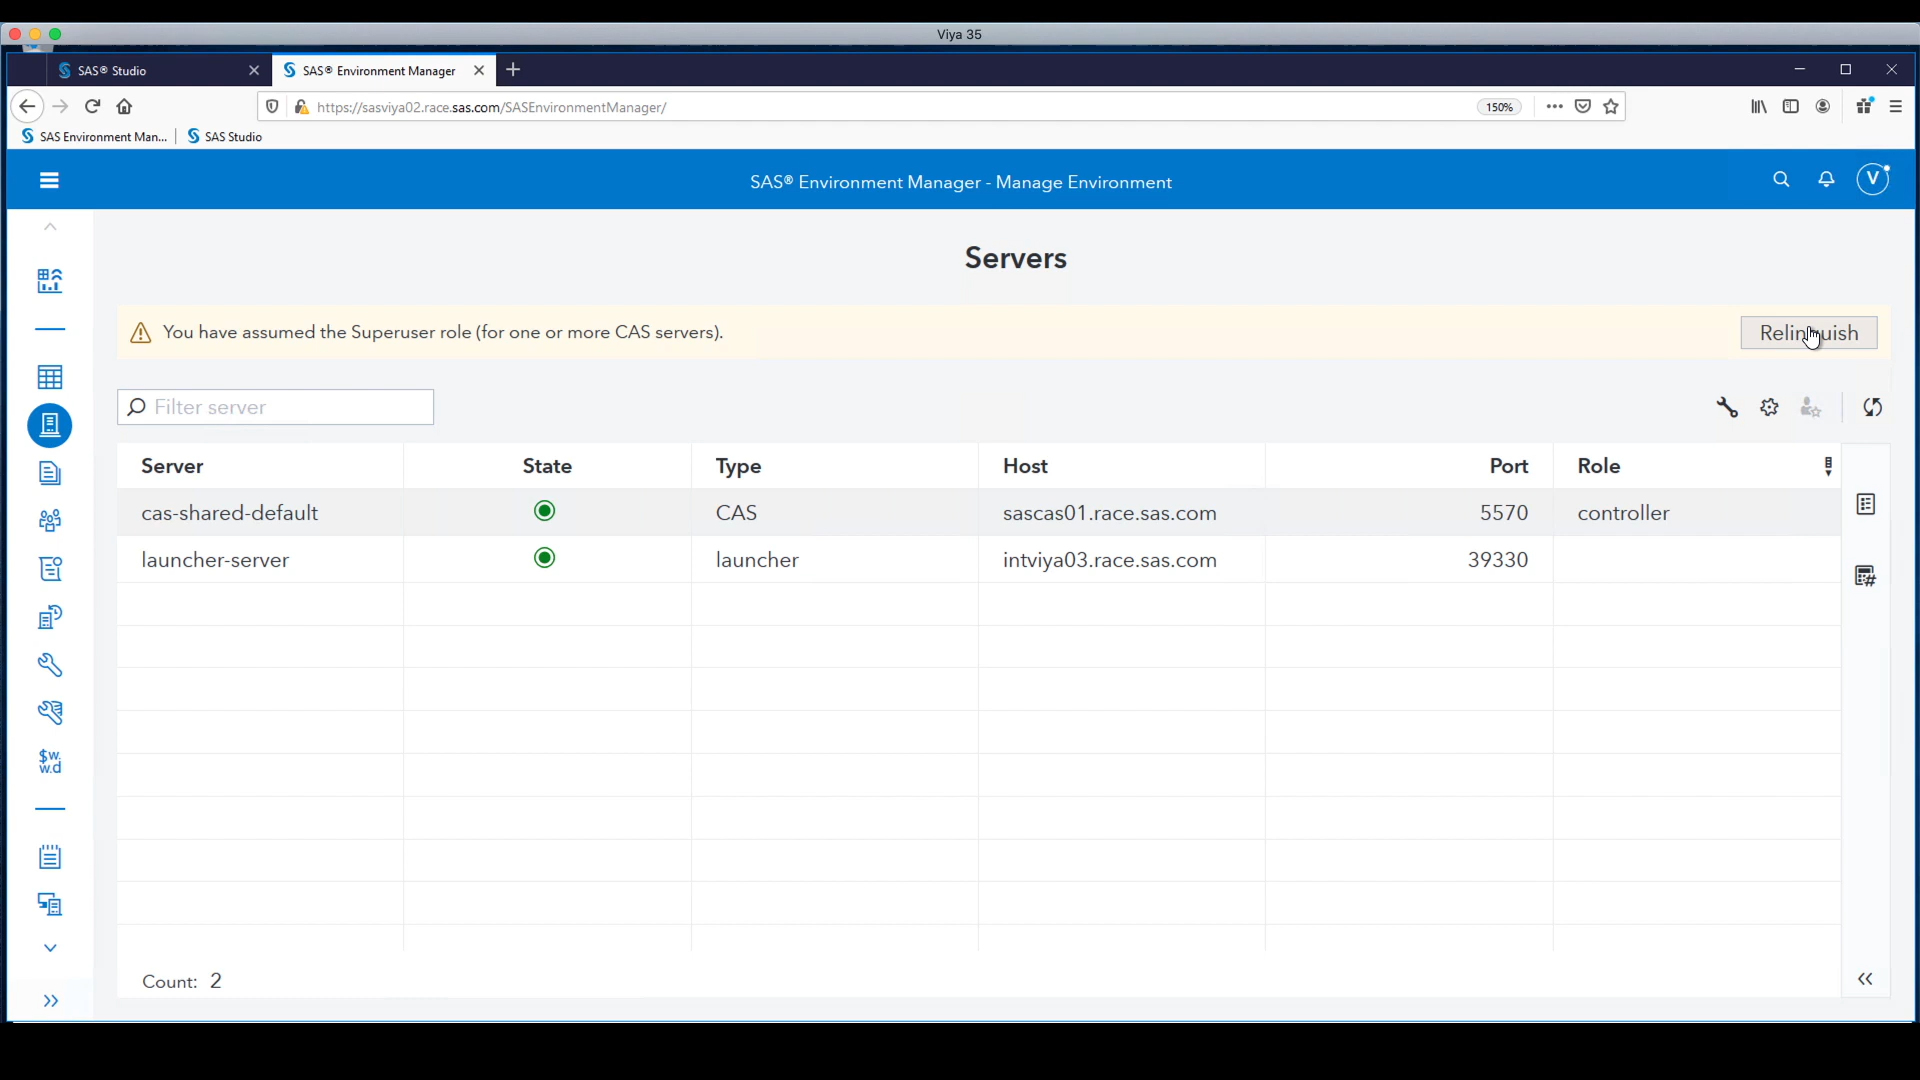 Viya 35
SAS® Studio
SAS® Environment Manager
https://sasviya02.race.sas.com/SASEnvironmentManager/
150%
SAS Environment Man...
SAS Studio
SAS® Environment Manager - Manage Environment
V
Servers
You have assumed the Superuser role (for one or more CAS servers).
Relinquish
Filter server
Server State Type Host Port Role
cas-shared-default CAS sascas01.race.sas.com 5570 controller
launcher-server launcher intviya03.race.sas.com 39330
$w.
w.d
Count: 2